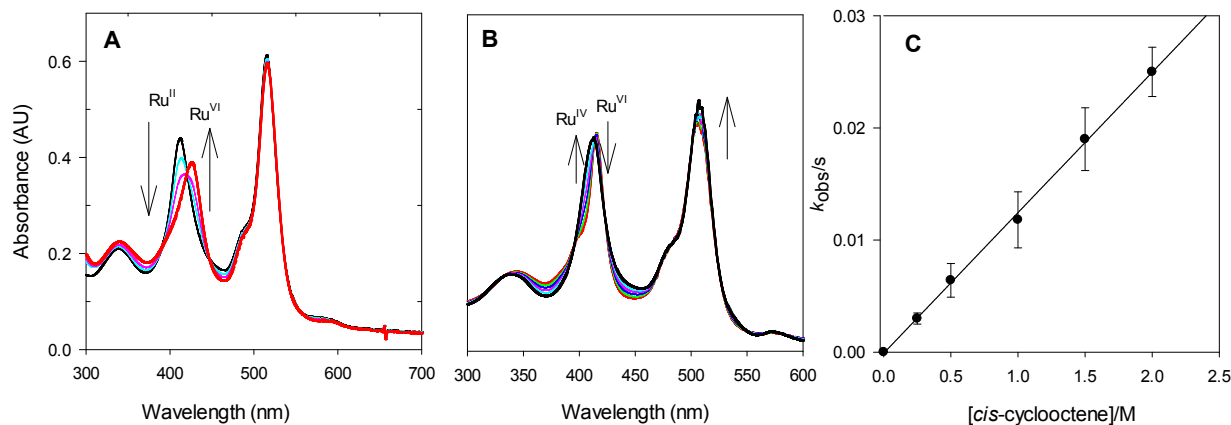 A
Ru^II
Ru^VI
0.6
0.4
0.2
0.0
Absorbance (AU)
300 400 500 600 700
Wavelength (nm)
B
Ru^IV
Ru^VI
300 350 400 450 500 550 600
Wavelength (nm)
C
0.03
0.02
0.01
0.00
k_obs/s
0.0 0.5 1.0 1.5 2.0 2.5
[cis-cyclooctene]/M